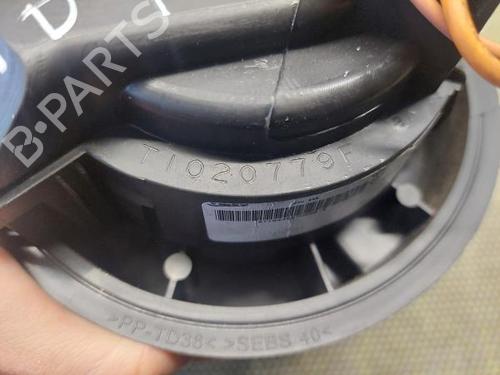 D
B-PARTS
T1020779F
>PP-TD38< >SEBS 40<